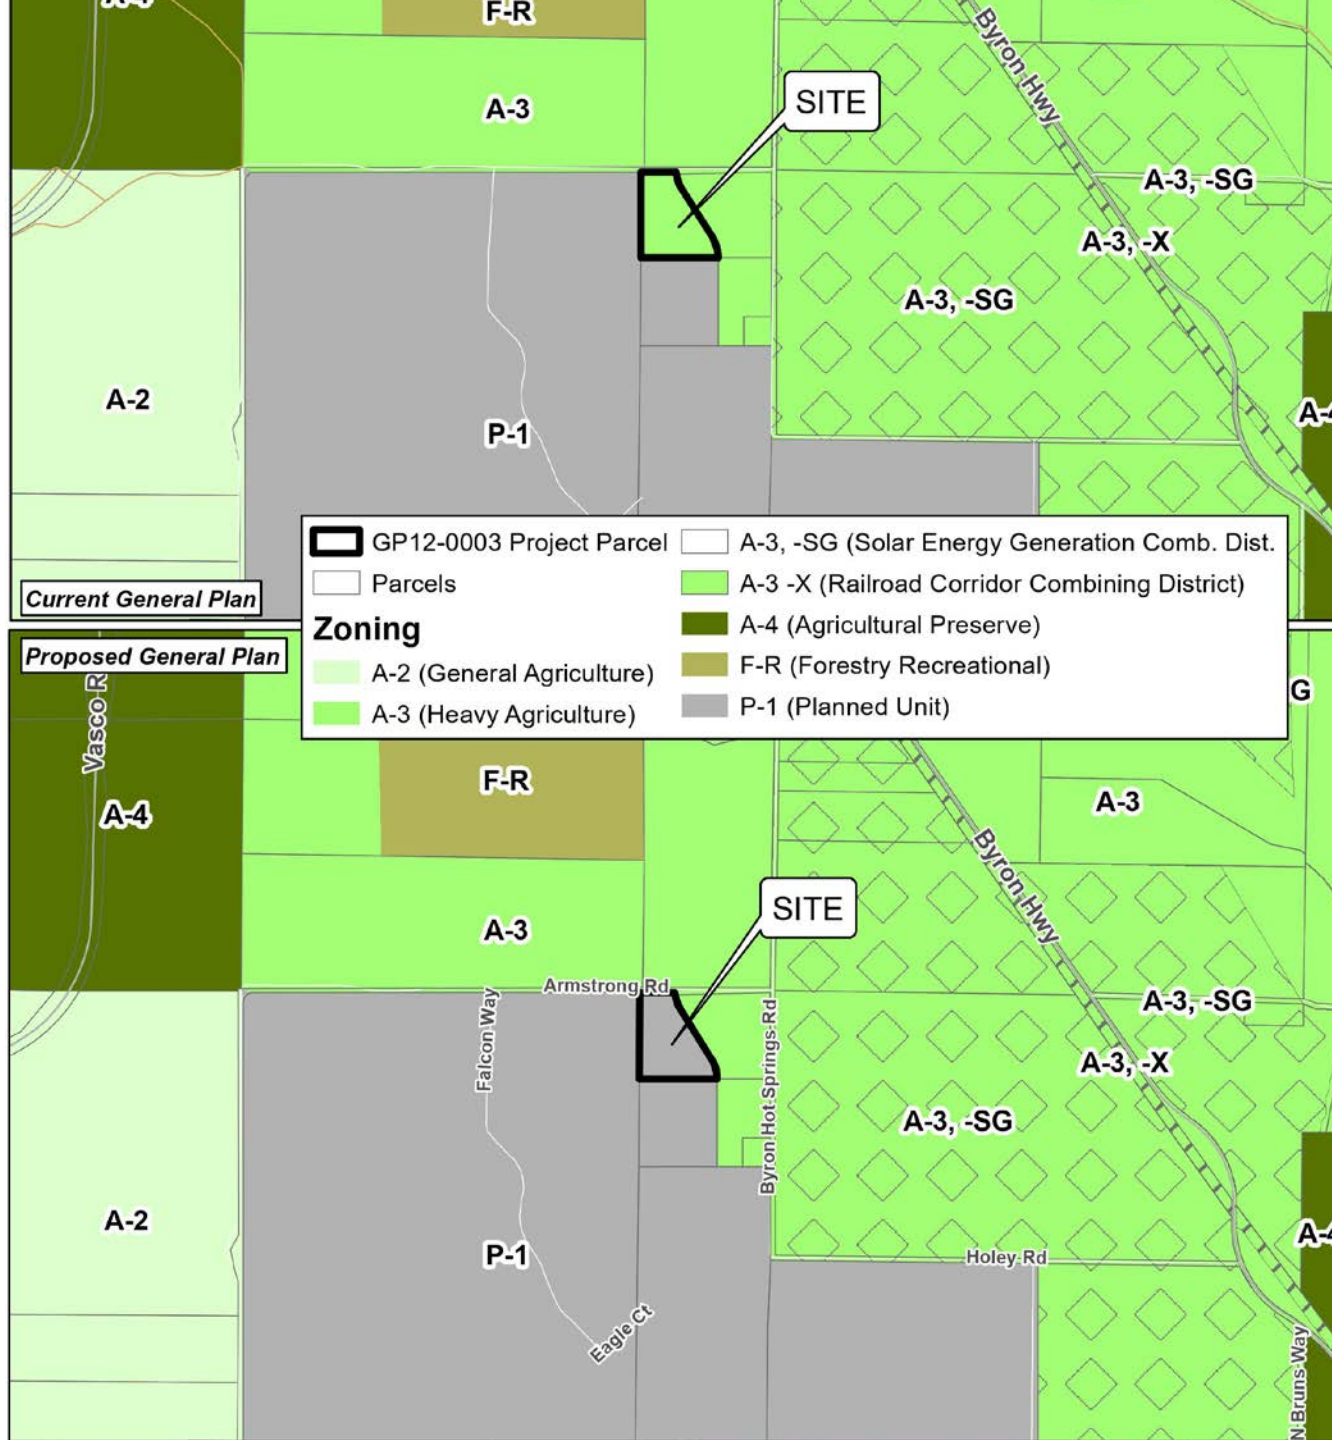 A-4
F-R
Byron Hwy
A-3
SITE
A-3, -SG
A-3, -X
A-3, -SG
A-2
A-4
P-1
GP12-0003 Project Parcel
Parcels
Zoning
A-2 (General Agriculture)
A-3 (Heavy Agriculture)
A-3, -SG (Solar Energy Generation Comb. Dist.
A-3 -X (Railroad Corridor Combining District)
A-4 (Agricultural Preserve)
F-R (Forestry Recreational)
P-1 (Planned Unit)
Current General Plan
Proposed General Plan
Vasco R
G
F-R
A-3
A-4
Byron Hwy
SITE
A-3
Armstrong Rd
Falcon Way
Byron Hot Springs Rd
A-3, -SG
A-3, -X
A-3, -SG
A-2
A-4
P-1
Holey Rd
Eagle Ct
N Bruns Way